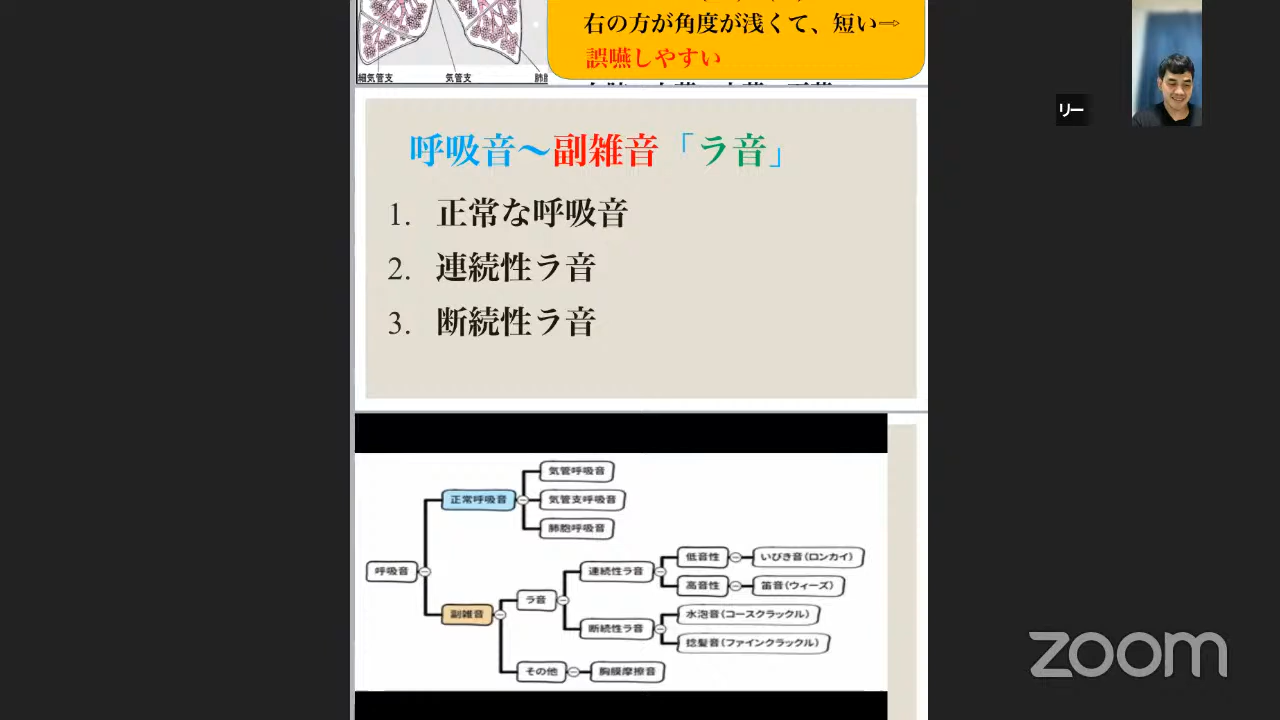 右の方が角度が浅くて、短い⇨
誤嚥しやすい
細気管支
気管支
リー
呼吸音～副雑音「ラ音」
1. 正常な呼吸音
2. 連続性ラ音
3. 断続性ラ音
気管呼吸音
正常呼吸音
気管支呼吸音
肺胞呼吸音
低音性
いびき音(ロンカイ)
呼吸音
連続性ラ音
高音性
笛音(ウィーズ)
ラ音
副雑音
水泡音(コースクラックル)
断続性ラ音
捻髪音(ファインクラックル)
その他
胸膜摩擦音
zoom